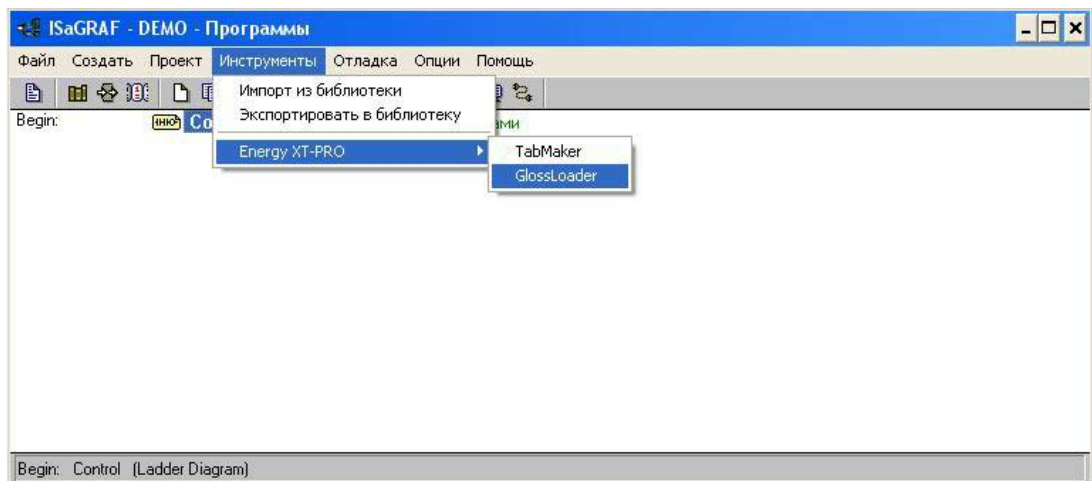 ISaGRAF - DEMO - Программы
Файл Создать Проект Инструменты Отладка Опции Помощь
Импорт из библиотеки
Экспортировать в библиотеку
Begin:
Energy XT-PRO
TabMaker
GlossLoader
Begin: Control (Ladder Diagram)